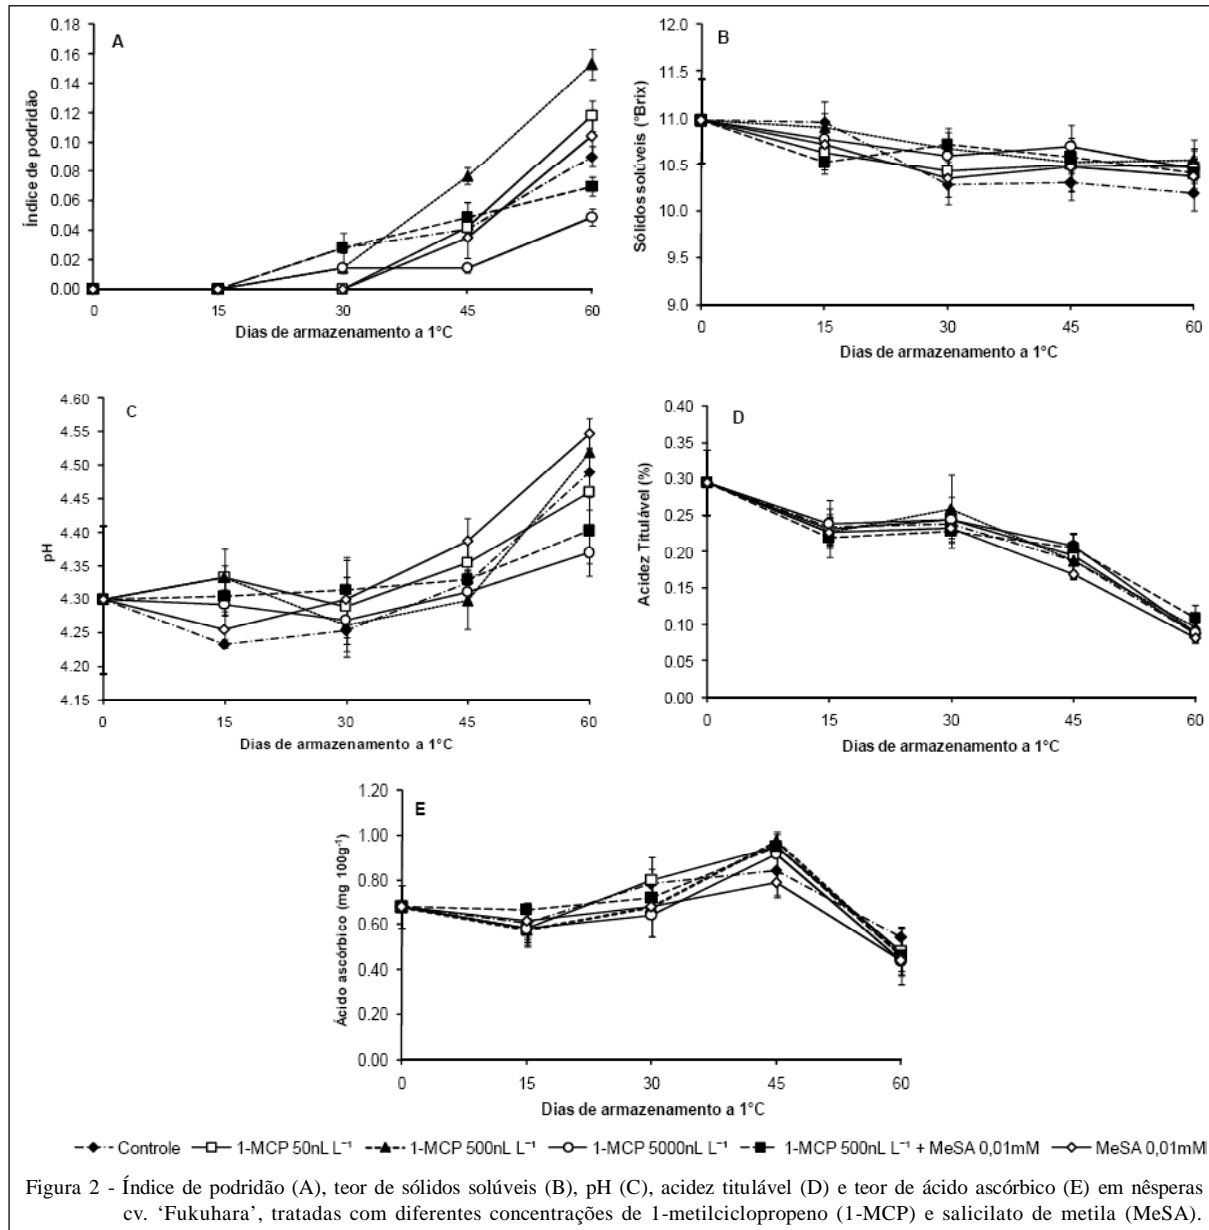 A
Índice de podridão
0.18
0.16
0.14
0.12
0.10
0.08
0.06
0.04
0.02
0.00
0 15 30 45 60
Dias de armazenamento a 1°C
B
Sólidos solúveis (°Brix)
12.0
11.5
11.0
10.5
10.0
9.5
9.0
0 15 30 45 60
Dias de armazenamento a 1°C
C
pH
4.60
4.55
4.50
4.45
4.40
4.35
4.30
4.25
4.20
4.15
0 15 30 45 60
Dias de armazenamento a 1°C
D
Acidez Titulável (%)
0.40
0.35
0.30
0.25
0.20
0.15
0.10
0.05
0.00
0 15 30 45 60
Dias de armazenamento a 1°C
E
Ácido ascórbico (mg 100g⁻¹)
1.20
1.00
0.80
0.60
0.40
0.20
0.00
0 15 30 45 60
Dias de armazenamento a 1°C
Controle 1-MCP 50nL L⁻¹ 1-MCP 500nL L⁻¹ 1-MCP 5000nL L⁻¹ 1-MCP 500nL L⁻¹ + MeSA 0,01mM MeSA 0,01mM
Figura 2 - Índice de podridão (A), teor de sólidos solúveis (B), pH (C), acidez titulável (D) e teor de ácido ascórbico (E) em nêsperas
cv. ‘Fukuhara’, tratadas com diferentes concentrações de 1-metilciclopropeno (1-MCP) e salicilato de metila (MeSA).